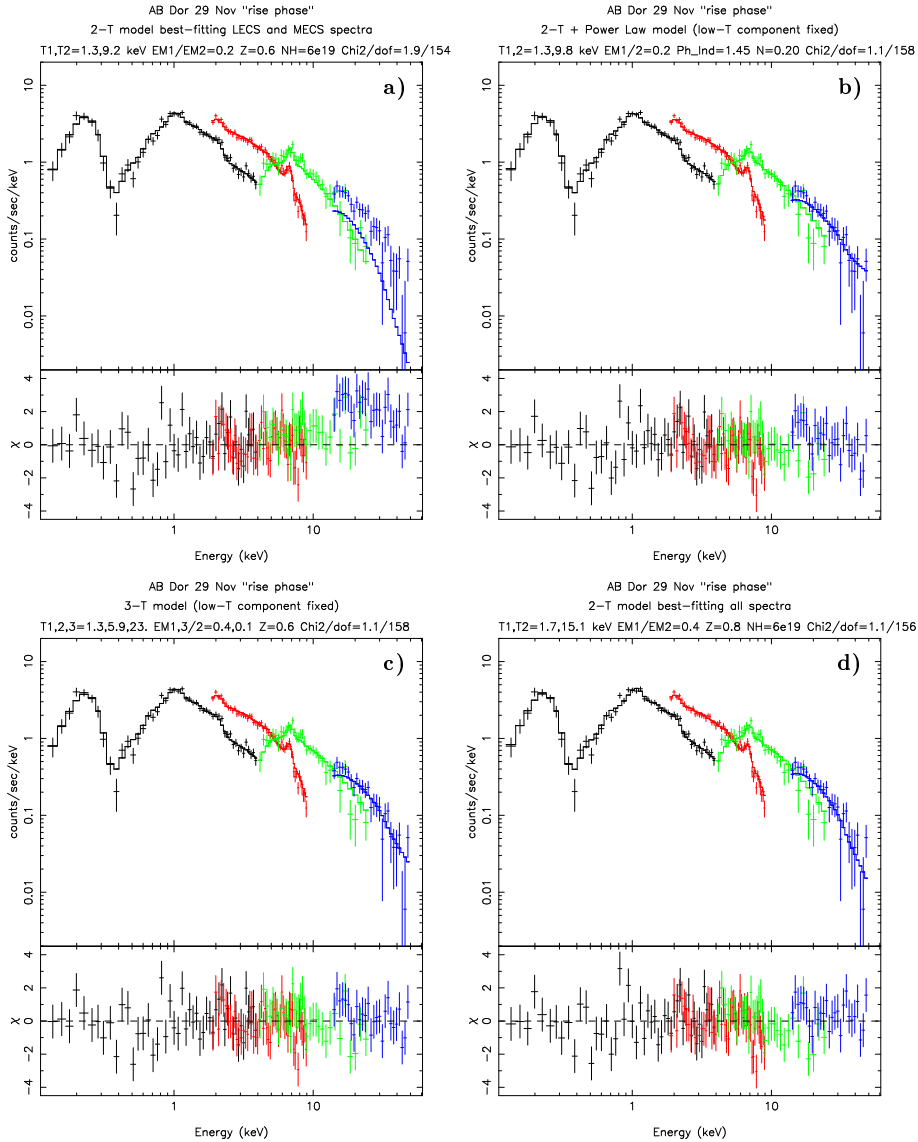 AB Dor 29 Nov "rise phase"
2-T model best-fitting LECS and MECS spectra
T1,T2=1.3,9.2 keV EM1/EM2=0.2 Z=0.6 NH=6e19 Chi2/dof=1.9/154
a)
10
1
0.1
0.01
counts/sec/keV
4
2
0
-2
-4
χ
1
10
Energy (keV)
AB Dor 29 Nov "rise phase"
2-T + Power Law model (low-T component fixed)
T1,2=1.3,9.8 keV EM1/2=0.2 Ph_Ind=1.45 N=0.20 Chi2/dof=1.1/158
b)
10
1
0.1
0.01
counts/sec/keV
4
2
0
-2
-4
χ
1
10
Energy (keV)
AB Dor 29 Nov "rise phase"
3-T model (low-T component fixed)
T1,2,3=1.3,5.9,23. EM1,3/2=0.4,0.1 Z=0.6 Chi2/dof=1.1/158
c)
10
1
0.1
0.01
counts/sec/keV
4
2
0
-2
-4
χ
1
10
Energy (keV)
AB Dor 29 Nov "rise phase"
2-T model best-fitting all spectra
T1,T2=1.7,15.1 keV EM1/EM2=0.4 Z=0.8 NH=6e19 Chi2/dof=1.1/156
d)
10
1
0.1
0.01
counts/sec/keV
4
2
0
-2
-4
χ
1
10
Energy (keV)